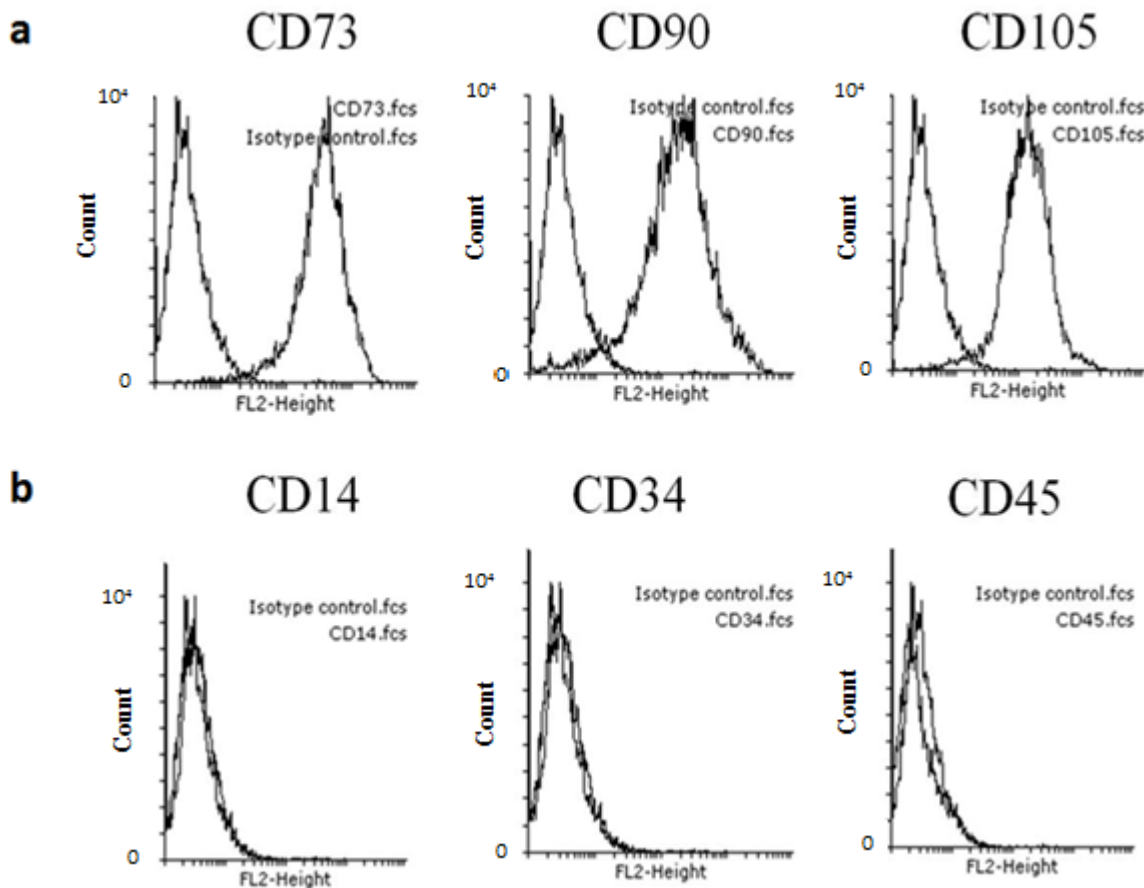 a
CD73
CD90
CD105
10⁴
CD73.fcs
Isotype control.fcs
Count
0
FL2-Height
10⁴
Isotype control.fcs
CD90.fcs
Count
0
FL2-Height
10⁴
Isotype control.fcs
CD105.fcs
Count
0
FL2-Height
b
CD14
CD34
CD45
10⁴
Isotype control.fcs
CD14.fcs
Count
0
FL2-Height
10⁴
Isotype control.fcs
CD34.fcs
Count
0
FL2-Height
10⁴
Isotype control.fcs
CD45.fcs
Count
0
FL2-Height